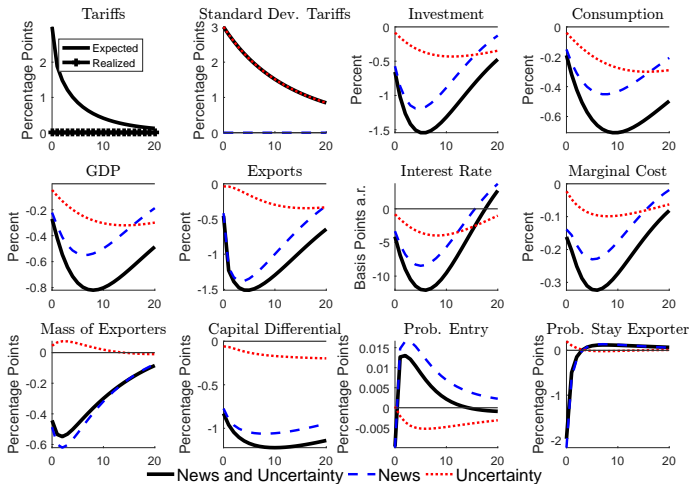 Tariffs
Standard Dev. Tariffs
Investment
Consumption
Percentage Points
3
2
1
0
Expected
Realized
0 10 20
Percentage Points
3
2
1
0
0 10 20
Percent
0
-0.5
-1
-1.5
0 10 20
Percent
0
-0.2
-0.4
-0.6
0 10 20
GDP
Exports
Interest Rate
Marginal Cost
Percent
-0.2
-0.4
-0.6
-0.8
0 10 20
Percent
0
-0.5
-1
-1.5
0 10 20
Basis Points a.r.
0
-5
-10
0 10 20
Percent
0
-0.1
-0.2
-0.3
0 10 20
Mass of Exporters
Capital Differential
Prob. Entry
Prob. Stay Exporter
Percentage Points
0
-0.2
-0.4
-0.6
0 10 20
Percentage Points
0
-0.5
-1
0 10 20
Percentage Points
0.015
0.01
0.005
0
-0.005
0 10 20
Percentage Points
0
-1
-2
0 10 20
News and Uncertainty
News
Uncertainty